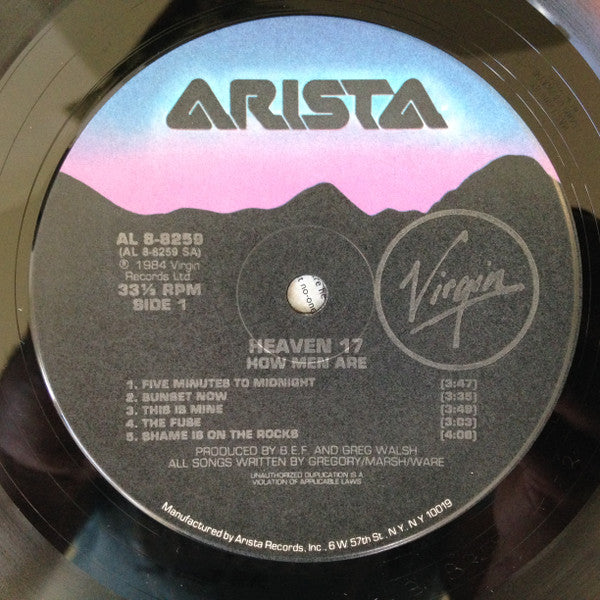 ARISTA
AL 8-8259
(AL 8-8259 SA)
℗ 1984 Virgin
Records Ltd.
33⅓ RPM
SIDE 1
Virgin
HEAVEN 17
HOW MEN ARE
1. FIVE MINUTES TO MIDNIGHT [3:47]
2. SUNSET NOW [3:35]
3. THIS IS MINE [3:49]
4. THE FUSE [3:03]
5. SHAME IS ON THE ROCKS [4:08]
PRODUCED BY B.E.F. AND GREG WALSH
ALL SONGS WRITTEN BY GREGORY/MARSH/WARE
UNAUTHORIZED DUPLICATION IS A
VIOLATION OF APPLICABLE LAWS
Manufactured by Arista Records, Inc., 6 W. 57th St., N.Y., N.Y. 10019